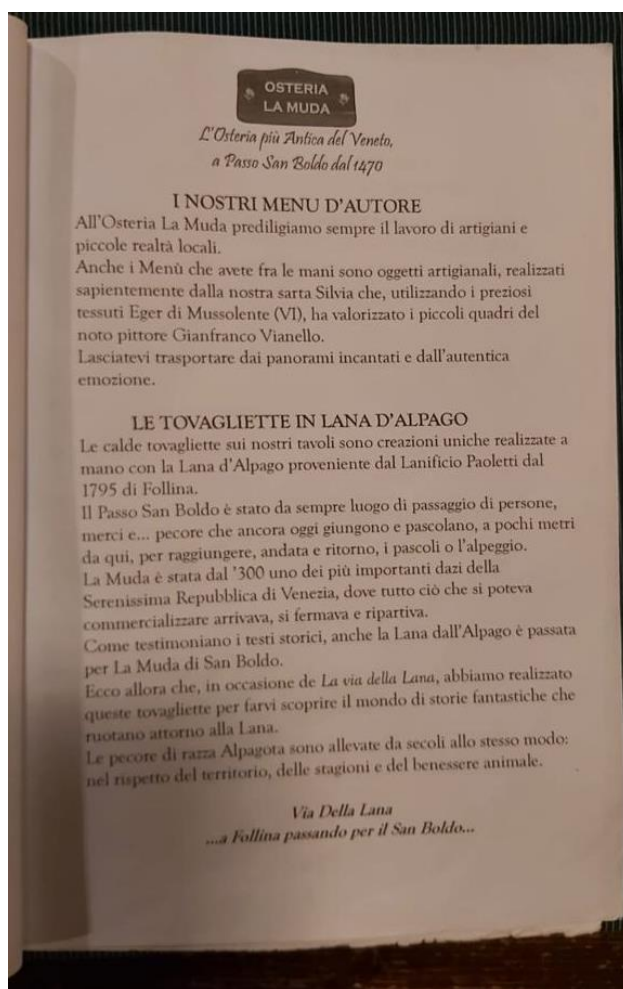 OSTERIA
LA MUDA
L'Osteria più Antica del Veneto,
a Passo San Boldo dal 1470
I NOSTRI MENU D'AUTORE
All'Osteria La Muda prediligiamo sempre il lavoro di artigiani e
piccole realtà locali.
Anche i Menù che avete fra le mani sono oggetti artigianali, realizzati
sapientemente dalla nostra sarta Silvia che, utilizzando i preziosi
tessuti Eger di Mussolente (VI), ha valorizzato i piccoli quadri del
noto pittore Gianfranco Vianello.
Lasciatevi trasportare dai panorami incantati e dall'autentica
emozione.
LE TOVAGLIETTE IN LANA D'ALPAGO
Le calde tovagliette sui nostri tavoli sono creazioni uniche realizzate a
mano con la Lana d'Alpago proveniente dal Lanificio Paoletti dal
1795 di Follina.
Il Passo San Boldo è stato da sempre luogo di passaggio di persone,
merci e... pecore che ancora oggi giungono e pascolano, a pochi metri
da qui, per raggiungere, andata e ritorno, i pascoli o l'alpeggio.
La Muda è stata dal '300 uno dei più importanti dazi della
Serenissima Repubblica di Venezia, dove tutto ciò che si poteva
commercializzare arrivava, si fermava e ripartiva.
Come testimoniano i testi storici, anche la Lana dall'Alpago è passata
per La Muda di San Boldo.
Ecco allora che, in occasione de La via della Lana, abbiamo realizzato
queste tovagliette per farvi scoprire il mondo di storie fantastiche che
ruotano attorno alla Lana.
Le pecore di razza Alpagota sono allevate da secoli allo stesso modo:
nel rispetto del territorio, delle stagioni e del benessere animale.
Via Della Lana
...a Follina passando per il San Boldo...